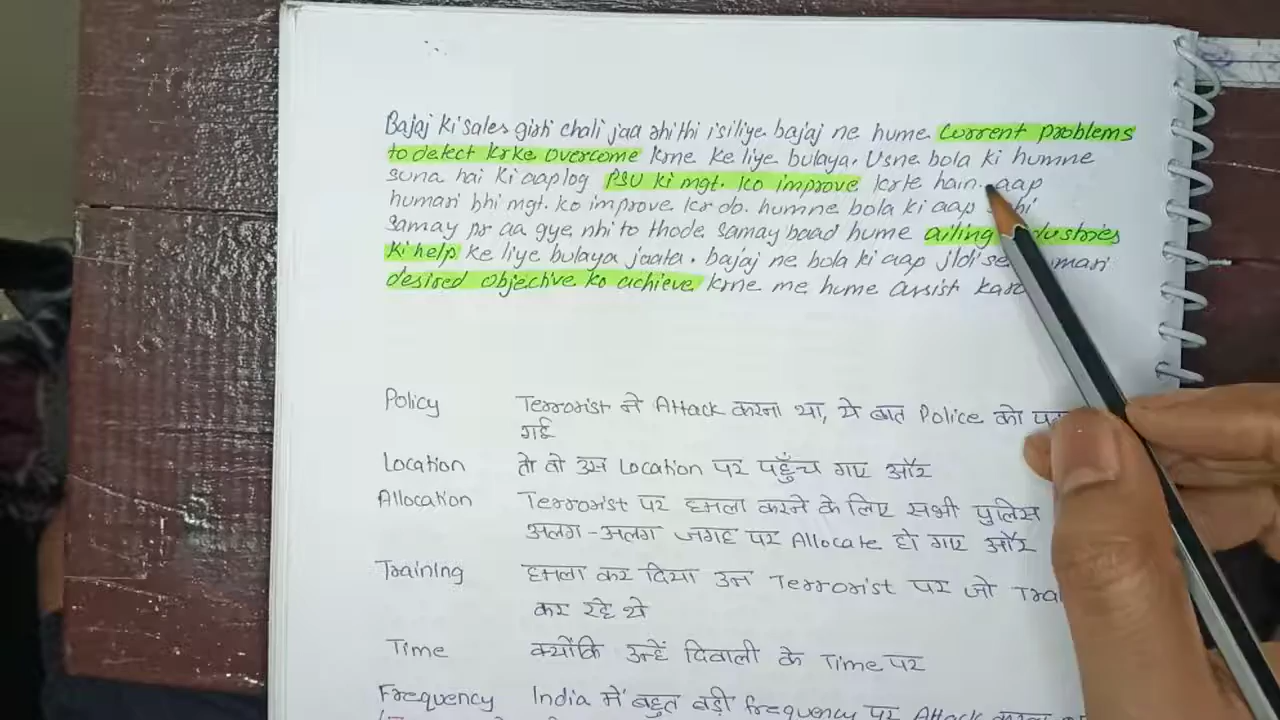 Bajaj ki sales girti chali jaa rhi thi isiliye bajaj ne hume current problems
to detect krke overcome krne ke liye bulaya. Usne bola ki humne
suna hai ki aaplog PSU ki mgt. ko improve krte hain. aap
humari bhi mgt. ko improve kr do. humne bola ki aap
samay pr aa gye nhi to thode samay baad hume ailing
ki help ke liye bulaya jaata. bajaj ne bola ki aap jldi se
desired objective ko achieve krne me hume assist karo
Policy Terrorist ने Attack करना था, ये बात Police को
गई
Location तो वो उस Location पर पहुँच गए और
Allocation Terrorist पर हमला करने के लिए सभी पुलिस
अलग-अलग जगह पर Allocate हो गए और
Training हमला कर दिया उन Terrorist पर जो
कर रहे थे
Time क्योंकि उन्हें दिवाली के Time पर
Frequency India में बहुत बड़ी frequency पर Attack करना